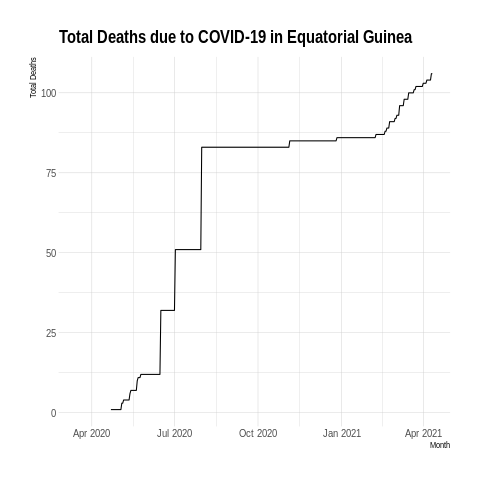 Total Deaths due to COVID-19 in Equatorial Guinea
Total Deaths
100
75
50
25
0
Apr 2020 Jul 2020 Oct 2020 Jan 2021 Apr 2021
Month